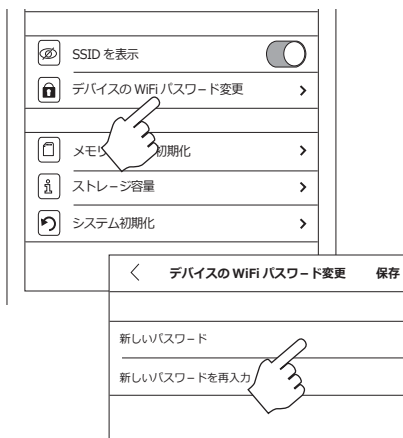 SSID を表示
デバイスの WiFi パスワード変更
メモリ 初期化
ストレージ容量
システム初期化
デバイスの WiFi パスワード変更 保存
新しいパスワード
新しいパスワードを再入力